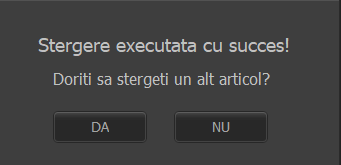 Stergere executata cu succes!
Doriti sa stergeti un alt articol?
DA
NU